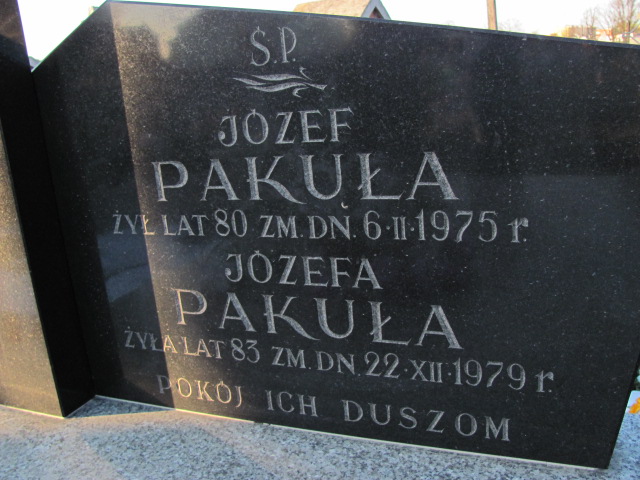 Ś.P.
JÓZEF
PAKUŁA
ŻYŁ LAT 80 ZM. DN. 6·II·1975 r.
JÓZEFA
PAKUŁA
ŻYŁA LAT 83 ZM. DN. 22·XII·1979 r.
POKÓJ ICH DUSZOM